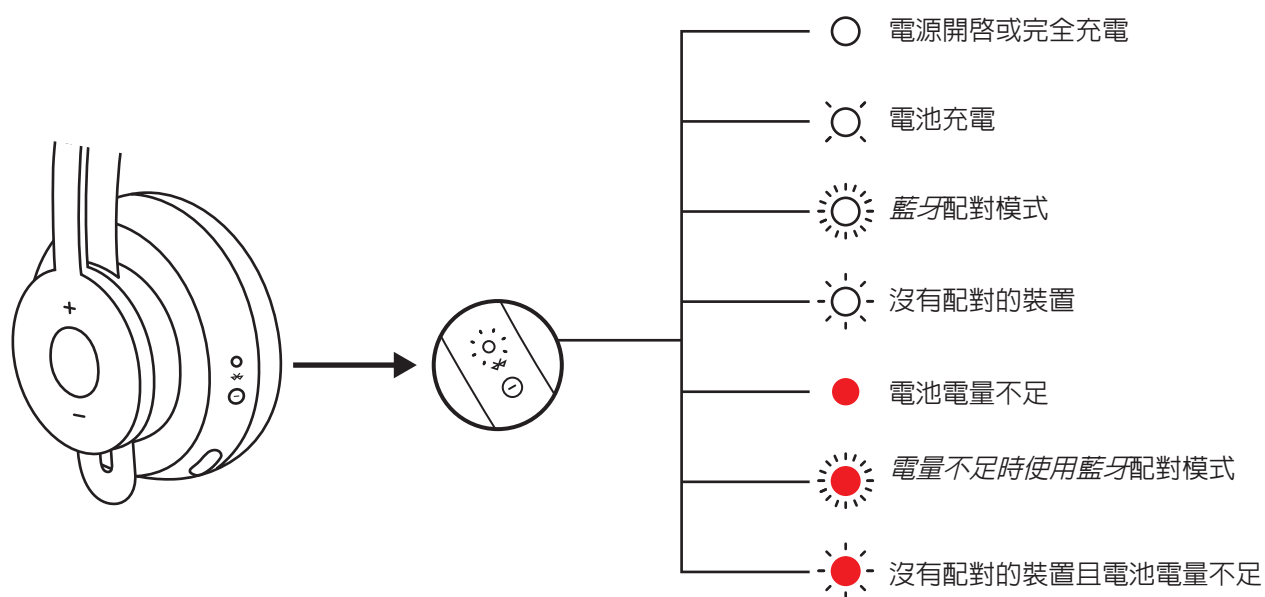 電源開啓或完全充電
電池充電
藍牙配對模式
沒有配對的裝置
電池電量不足
電量不足時使用藍牙配對模式
沒有配對的裝置且電池電量不足